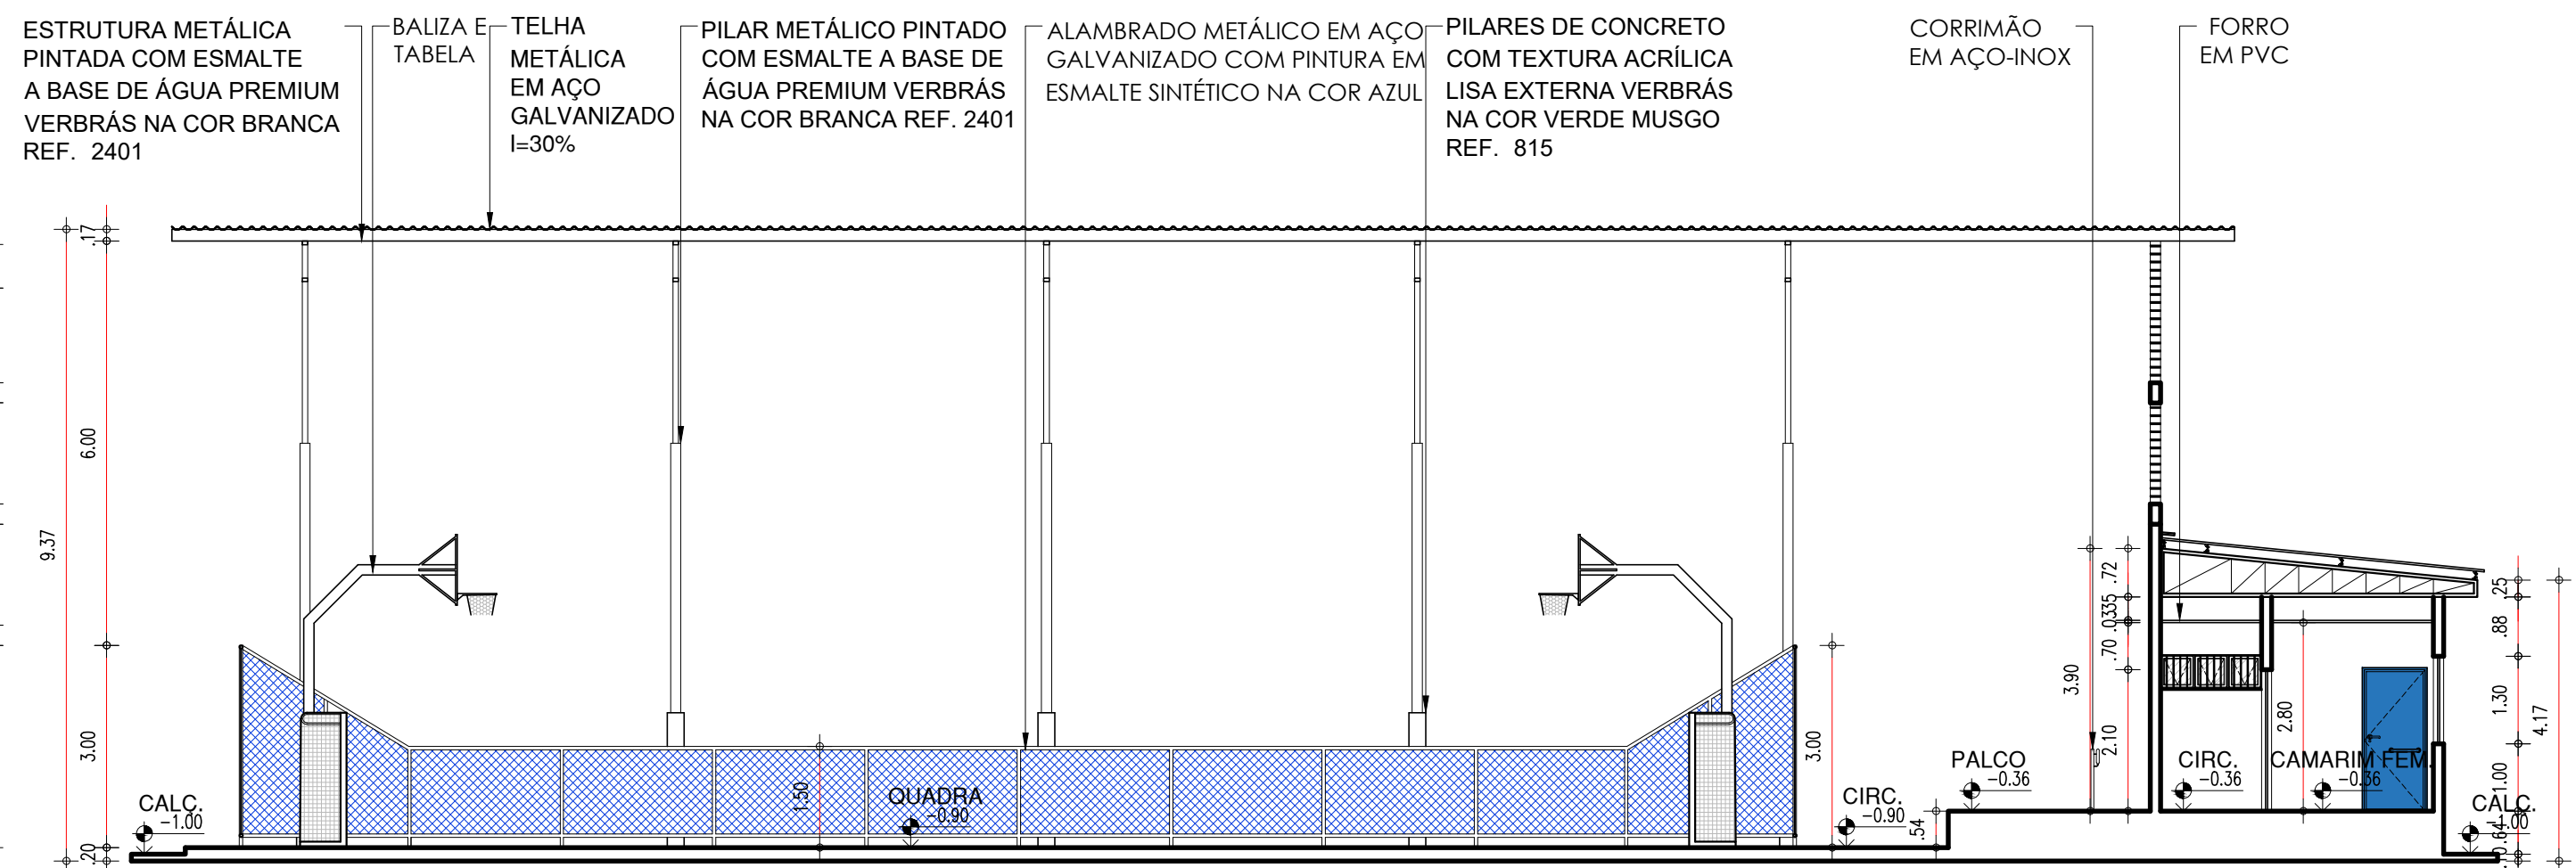 ESTRUTURA METÁLICA
PINTADA COM ESMALTE
A BASE DE ÁGUA PREMIUM
VERBRÁS NA COR BRANCA
REF. 2401
BALIZA E
TABELA
TELHA
METÁLICA
EM AÇO
GALVANIZADO
I=30%
PILAR METÁLICO PINTADO
COM ESMALTE A BASE DE
ÁGUA PREMIUM VERBRÁS
NA COR BRANCA REF. 2401
ALAMBRADO METÁLICO EM AÇO
GALVANIZADO COM PINTURA EM
ESMALTE SINTÉTICO NA COR AZUL
PILARES DE CONCRETO
COM TEXTURA ACRÍLICA
LISA EXTERNA VERBRÁS
NA COR VERDE MUSGO
REF. 815
CORRIMÃO
EM AÇO-INOX
FORRO
EM PVC
.17
6.00
9.37
3.00
.20
CALÇ.
-1.00
1.50
QUADRA
-0.90
3.00
CIRC.
-0.90
.54
PALCO
-0.36
3.90
.72
.335
.70
2.10
CIRC.
-0.36
2.80
CAMARIM FEM.
-0.36
.25
.88
1.30
1.00
4.17
CALÇ.
-1.00
.64